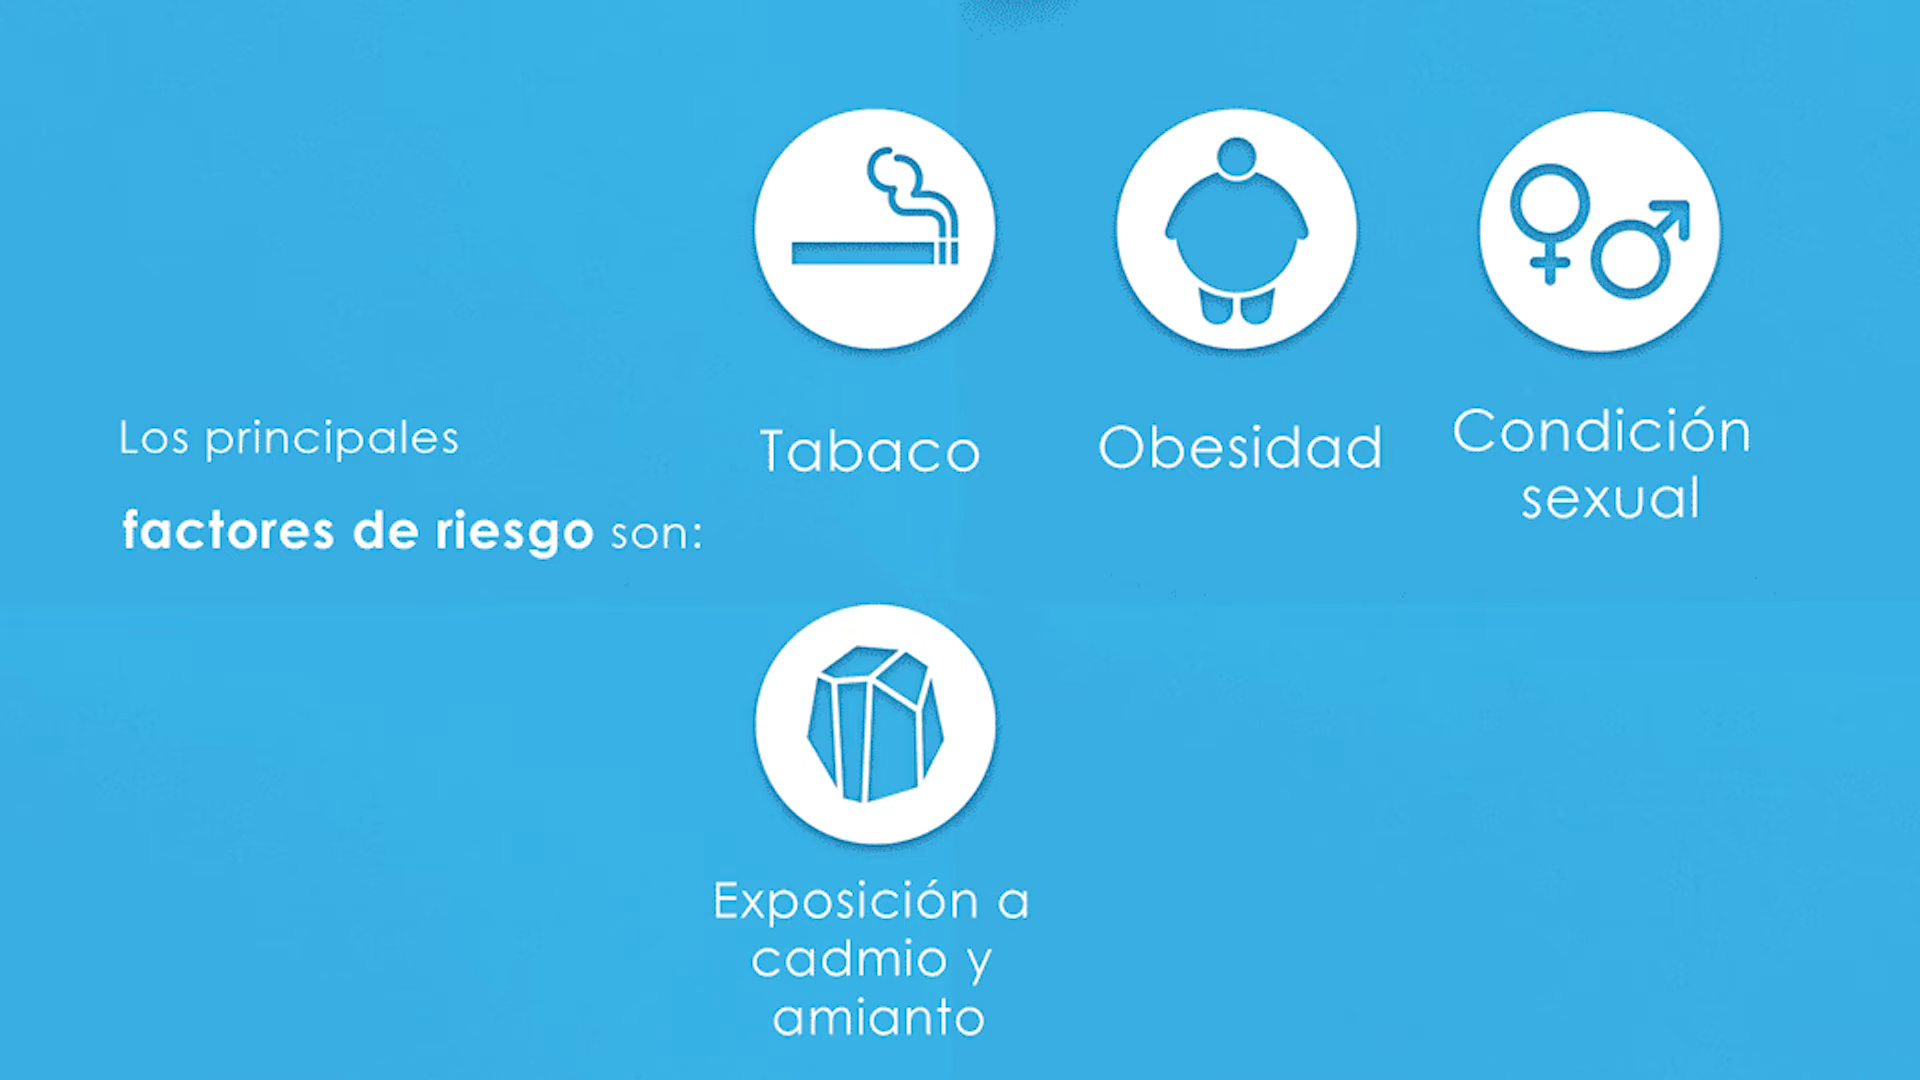 Los principales
factores de riesgo son:
Tabaco
Obesidad
Condición
sexual
Exposición a
cadmio y
amianto